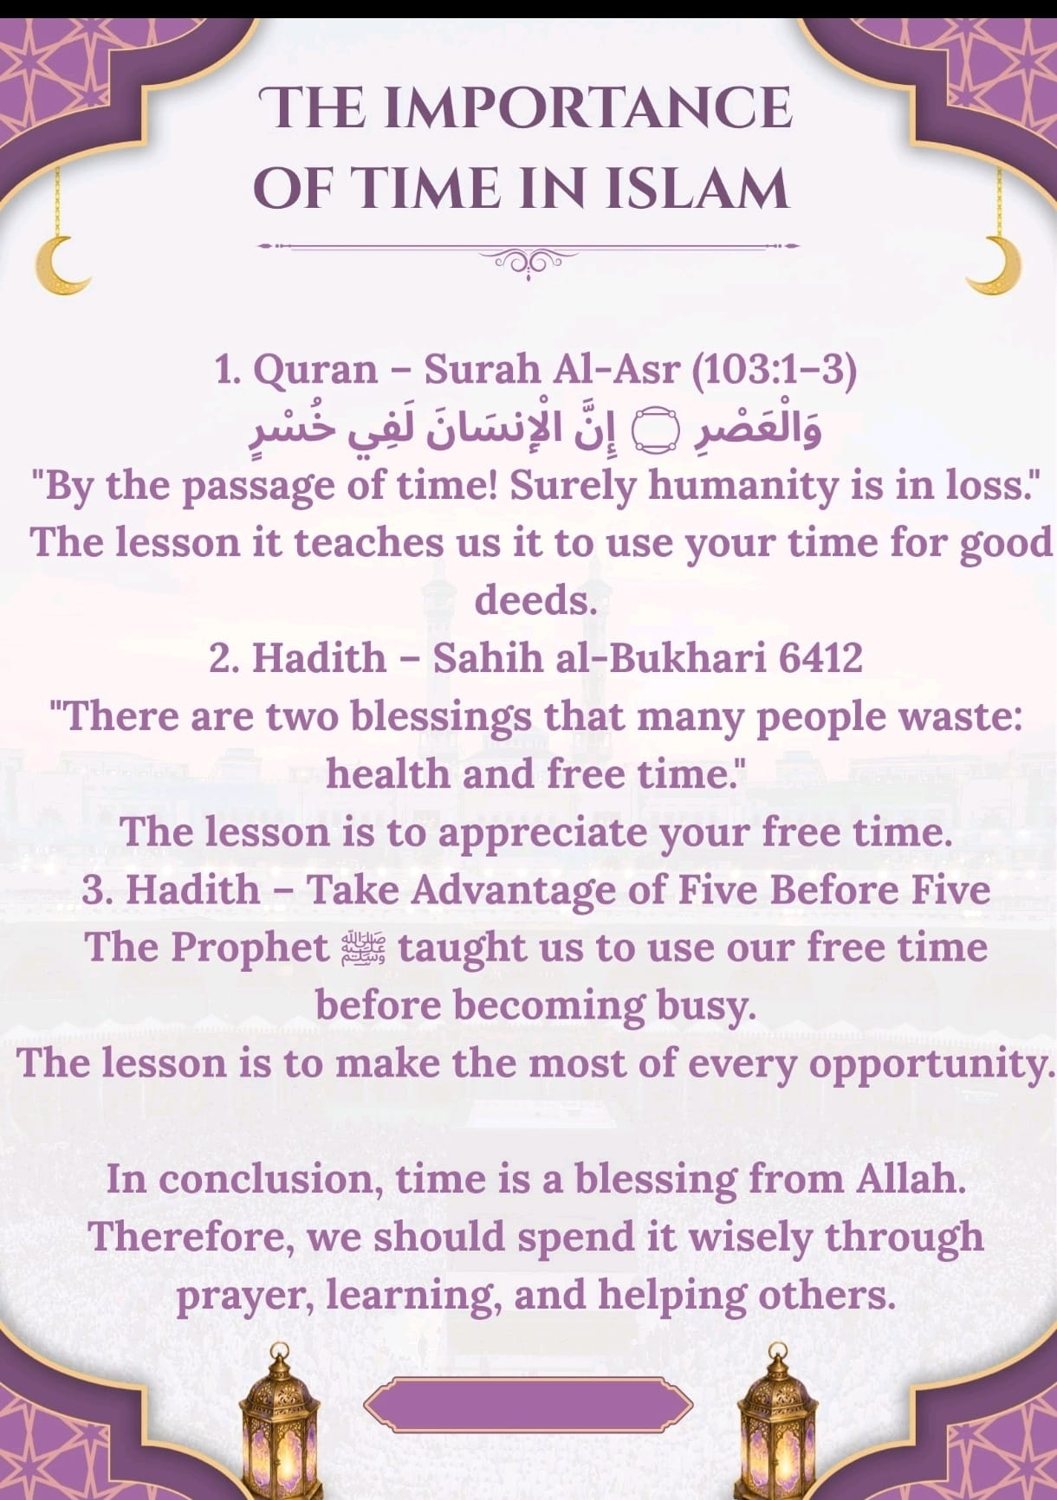 THE IMPORTANCE
OF TIME IN ISLAM
1. Quran – Surah Al-Asr (103:1–3)
وَالْعَصْرِ ۝ إِنَّ الْإِنسَانَ لَفِي خُسْرٍ
"By the passage of time! Surely humanity is in loss."
The lesson it teaches us it to use your time for good
deeds.
2. Hadith – Sahih al-Bukhari 6412
"There are two blessings that many people waste:
health and free time."
The lesson is to appreciate your free time.
3. Hadith – Take Advantage of Five Before Five
The Prophet ﷺ taught us to use our free time
before becoming busy.
The lesson is to make the most of every opportunity.
In conclusion, time is a blessing from Allah.
Therefore, we should spend it wisely through
prayer, learning, and helping others.